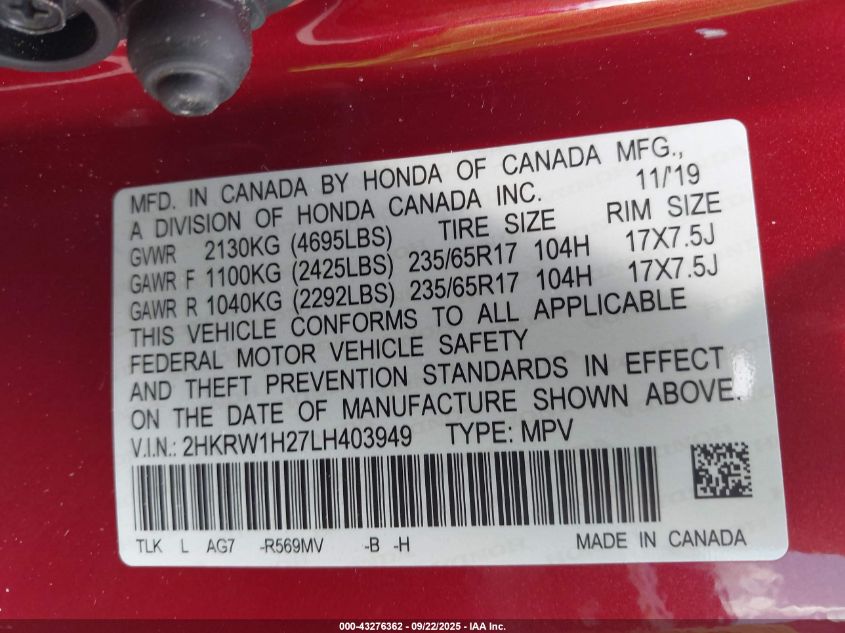 MFD. IN CANADA BY HONDA OF CANADA MFG.,
A DIVISION OF HONDA CANADA INC. 11/19
GVWR 2130KG (4695LBS) TIRE SIZE RIM SIZE
GAWR F 1100KG (2425LBS) 235/65R17 104H 17X7.5J
GAWR R 1040KG (2292LBS) 235/65R17 104H 17X7.5J
THIS VEHICLE CONFORMS TO ALL APPLICABLE
FEDERAL MOTOR VEHICLE SAFETY
AND THEFT PREVENTION STANDARDS IN EFFECT
ON THE DATE OF MANUFACTURE SHOWN ABOVE.
V.I.N.: 2HKRW1H27LH403949 TYPE: MPV
TLK L AG7 -R569MV -B -H MADE IN CANADA
000-43276362 - 09/22/2025 - IAA Inc.